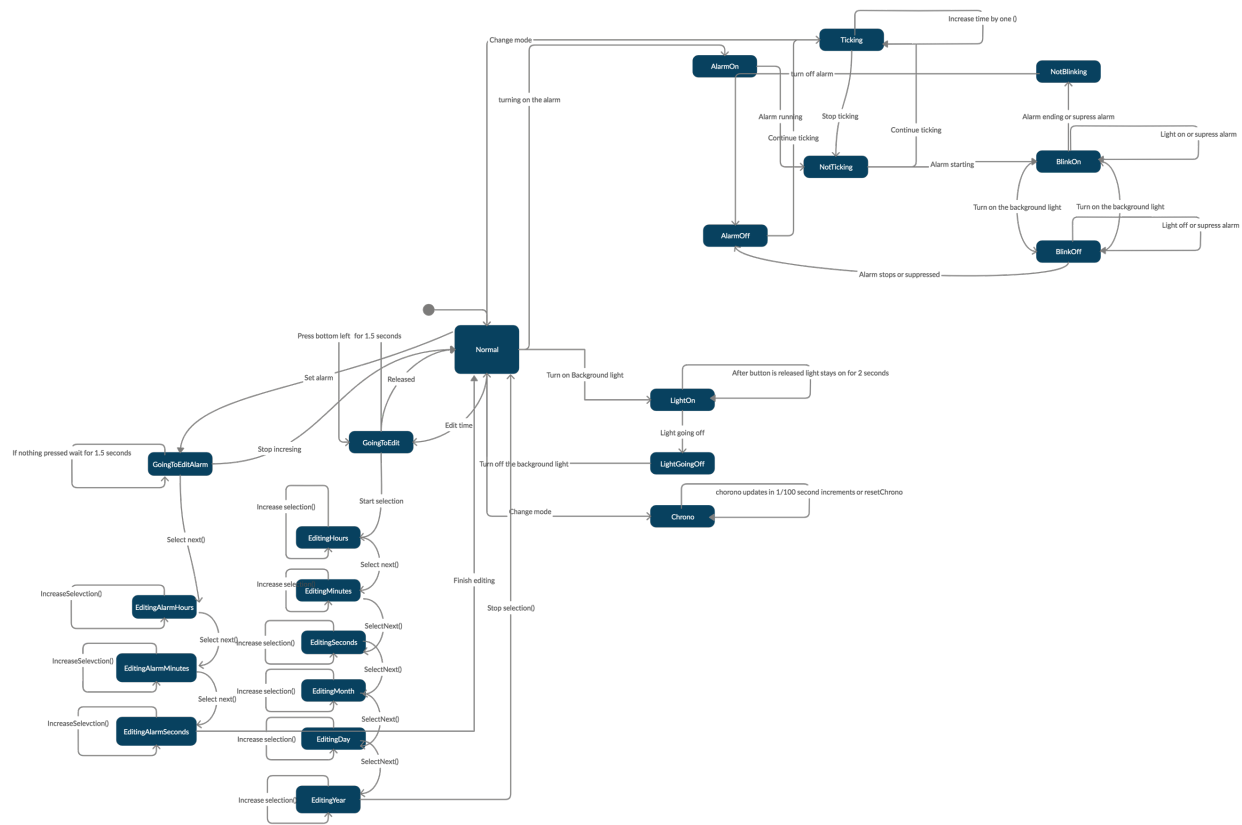 Increase time by one ()
Change mode
Ticking
AlarmOn
turn off alarm
NotBlinking
turning on the alarm
Alarm running
Stop ticking
Alarm ending or supress alarm
Continue ticking
Continue ticking
Light on or supress alarm
NotTicking
Alarm starting
BlinkOn
Turn on the background light
Turn on the background light
Light off or supress alarm
AlarmOff
BlinkOff
Alarm stops or suppressed
Press bottom left for 1.5 seconds
Normal
Set alarm
Released
Turn on Background light
After button is released light stays on for 2 seconds
LightOn
Edit time
Light going off
GoingToEdit
Stop incresing
If nothing pressed wait for 1.5 seconds
GoingToEditAlarm
Turn off the background light
LightGoingOff
chorono updates in 1/100 second increments or resetChrono
Start selection
Increase selection()
Change mode
Chrono
EditingHours
Select next()
Select next()
Finish editing
Increase selection()
EditingMinutes
IncreaseSelevction()
EditingAlarmHours
Stop selection()
SelectNext()
Select next()
Increase selection()
EditingSeconds
IncreaseSelevction()
EditingAlarmMinutes
SelectNext()
Increase selection()
EditingMonth
Select next()
IncreaseSelevction()
EditingAlarmSeconds
SelectNext()
Increase selection()
EditingDay
SelectNext()
Increase selection()
EditingYear